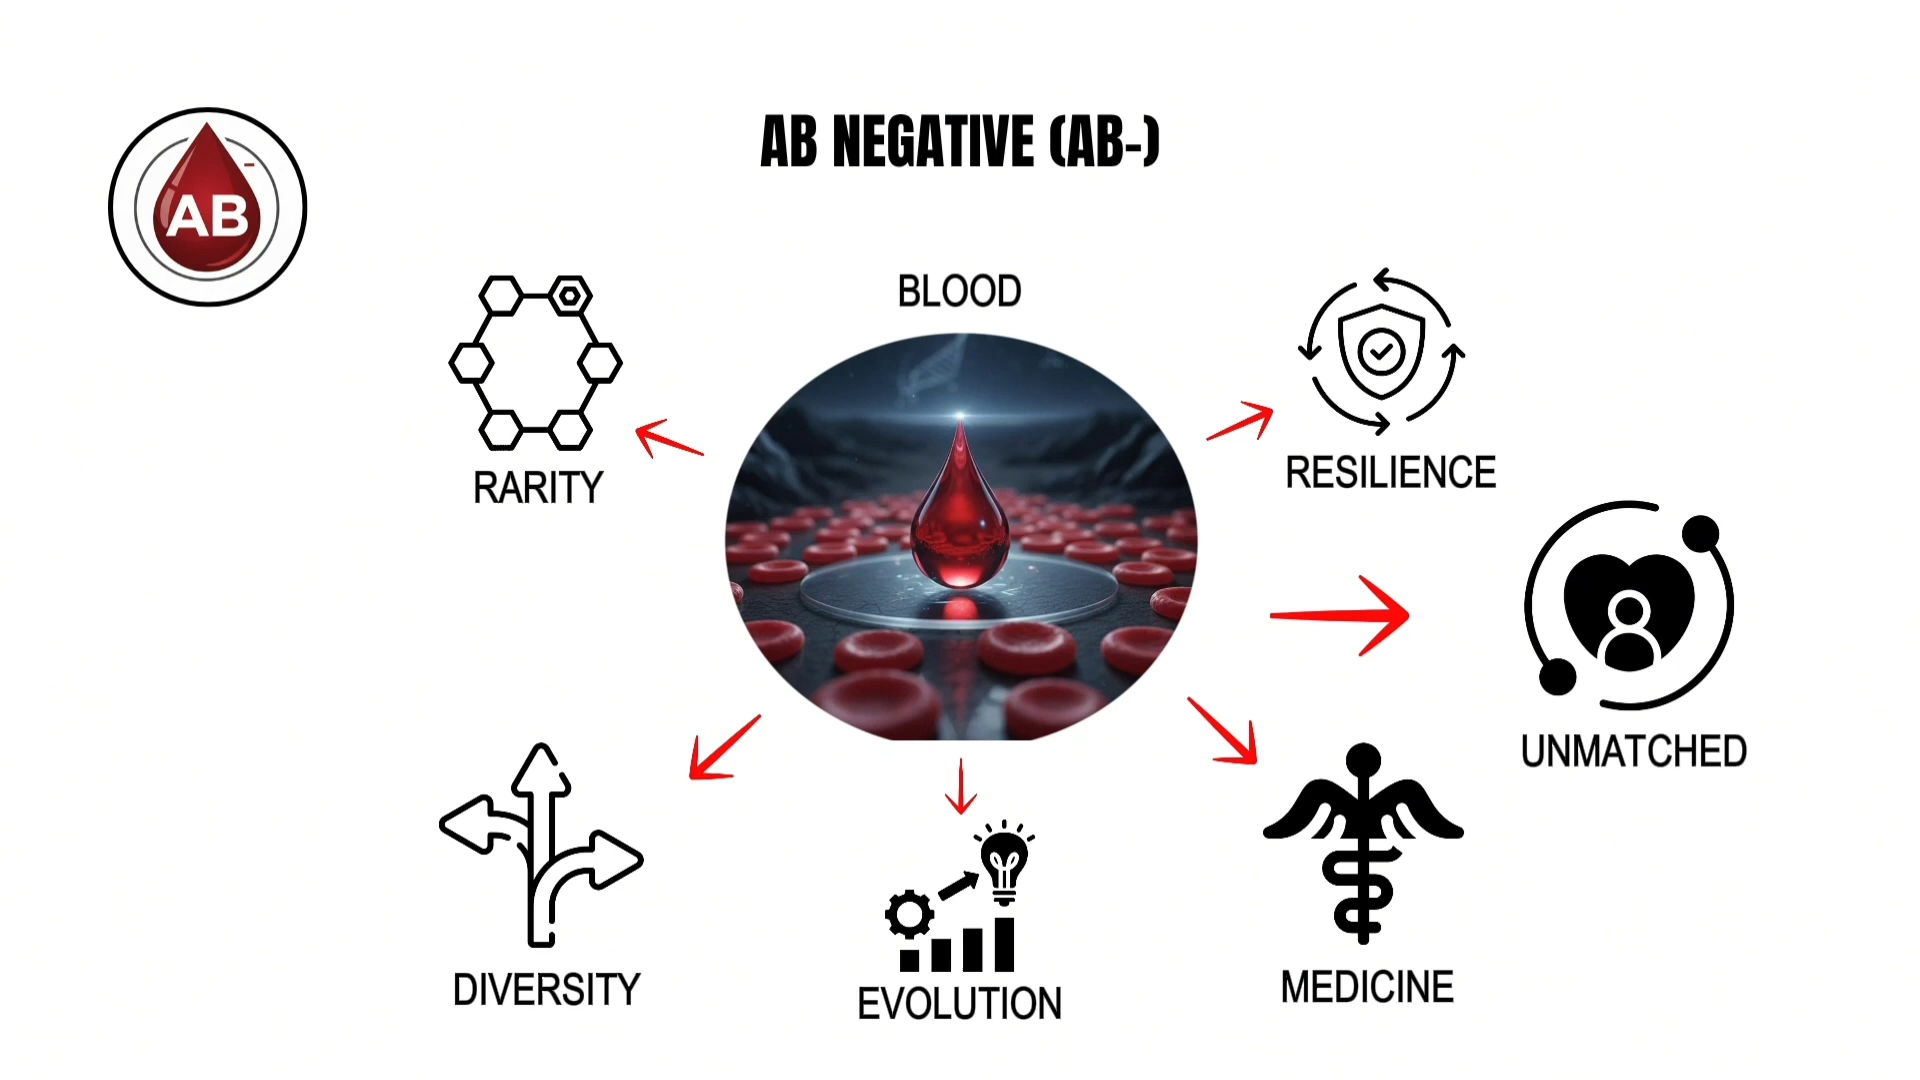 AB NEGATIVE (AB-)
AB-
BLOOD
RARITY
RESILIENCE
UNMATCHED
DIVERSITY
EVOLUTION
MEDICINE